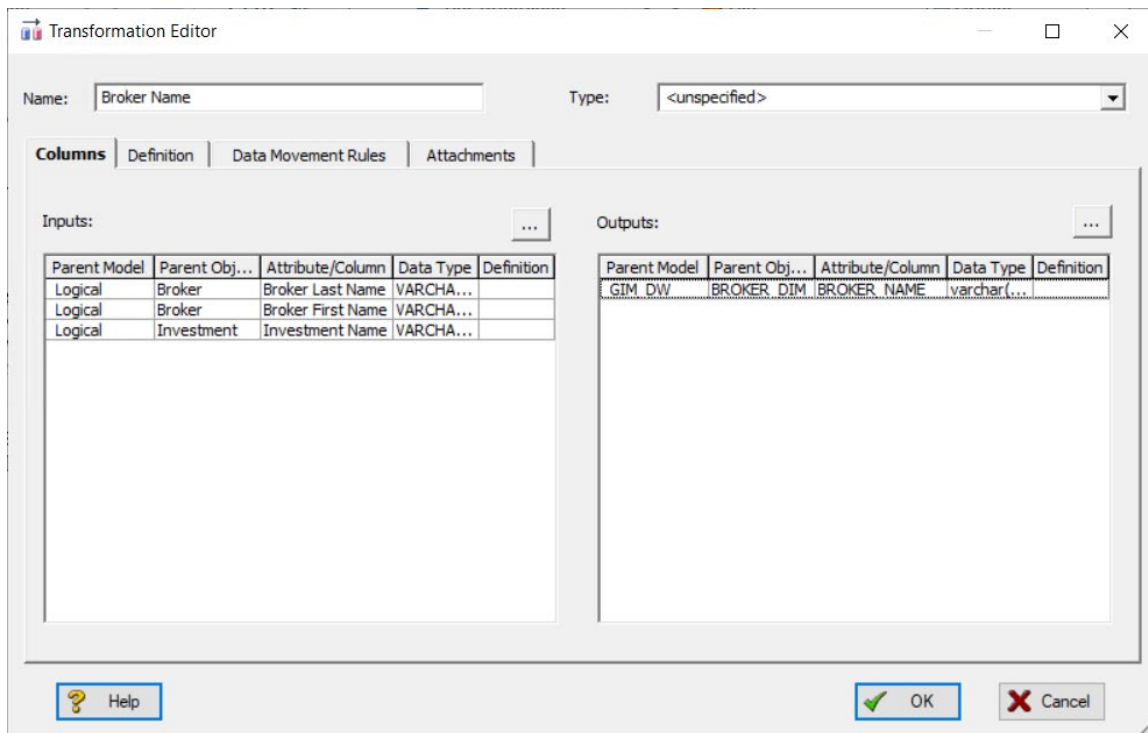 Transformation Editor
Name: Broker Name Type: <unspecified>
Columns Definition Data Movement Rules Attachments
Inputs: ... Outputs: ...
Parent Model Parent Obj... Attribute/Column Data Type Definition Parent Model Parent Obj... Attribute/Column Data Type Definition
Logical Broker Broker Last Name VARCHA... GIM_DW BROKER_DIM BROKER_NAME varchar(...
Logical Broker Broker First Name VARCHA...
Logical Investment Investment Name VARCHA...
Help OK Cancel